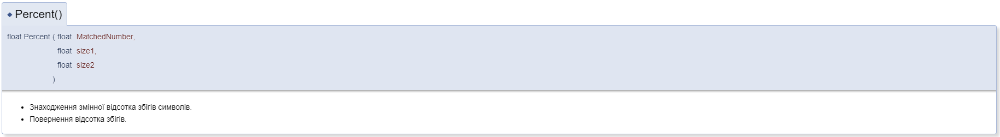 ◆ Percent()
float Percent ( float MatchedNumber,
float size1,
float size2
)
• Знаходження змінної відсотка збігів символів.
• Повернення відсотка збігів.